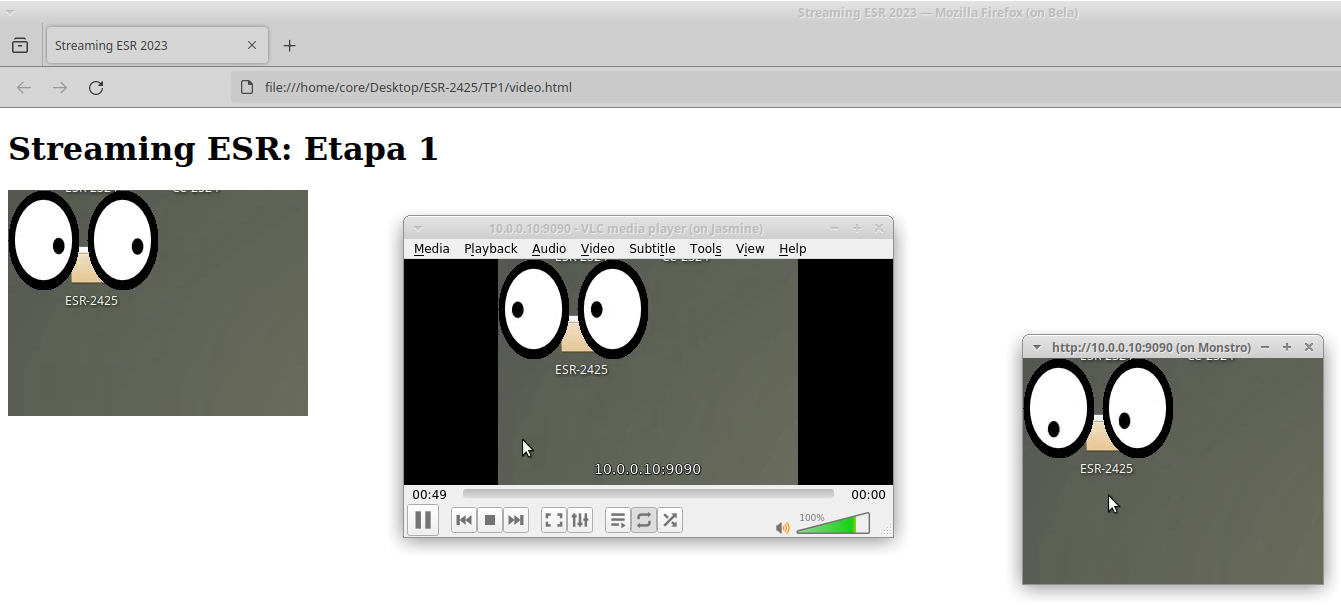 Streaming ESR 2023 — Mozilla Firefox (on Bela)
Streaming ESR 2023
file:///home/core/Desktop/ESR-2425/TP1/video.html
Streaming ESR: Etapa 1
ESR-2425
10.0.0.10:9090 - VLC media player (on Jasmine)
Media Playback Audio Video Subtitle Tools View Help
ESR-2425
10.0.0.10:9090
00:49 00:00
100%
http://10.0.0.10:9090 (on Monstro)
ESR-2425